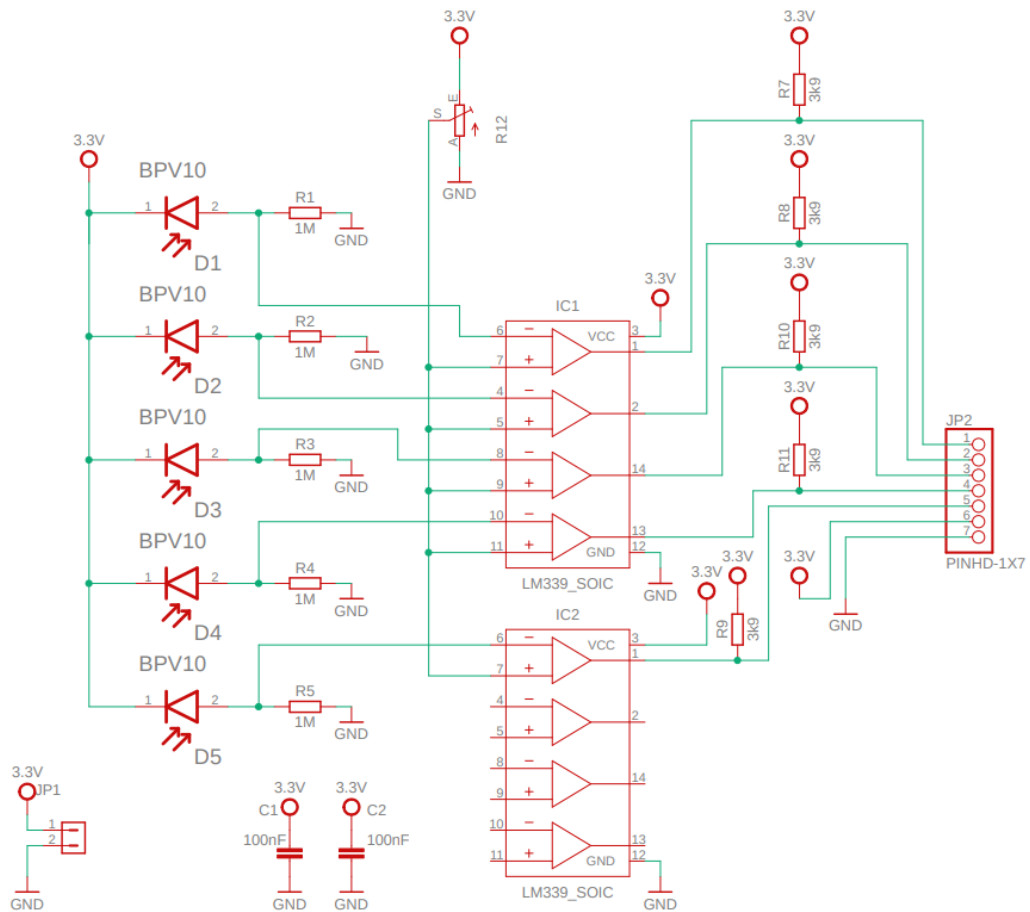 3.3V
3.3V
E
S
R12
A
GND
R7
3k9
3.3V
R8
3k9
3.3V
BPV10
1
2
D1
R1
1M
GND
3.3V
R10
3k9
3.3V
BPV10
1
2
D2
R2
1M
GND
3.3V
R11
3k9
BPV10
1
2
D3
R3
1M
GND
BPV10
1
2
D4
R4
1M
GND
BPV10
1
2
D5
R5
1M
GND
IC1
6
−
VCC
3
7
+
1
4
−
5
+
2
8
−
9
+
14
10
−
13
11
+
GND
12
LM339_SOIC
3.3V
GND
JP2
1
2
3
4
5
6
7
PINHD-1X7
3.3V
3.3V
3.3V
R9
3k9
GND
IC2
6
−
VCC
3
7
+
1
4
−
5
+
2
8
−
9
+
14
10
−
13
11
+
GND
12
LM339_SOIC
GND
3.3V
JP1
1
2
GND
3.3V
C1
100nF
GND
3.3V
C2
100nF
GND